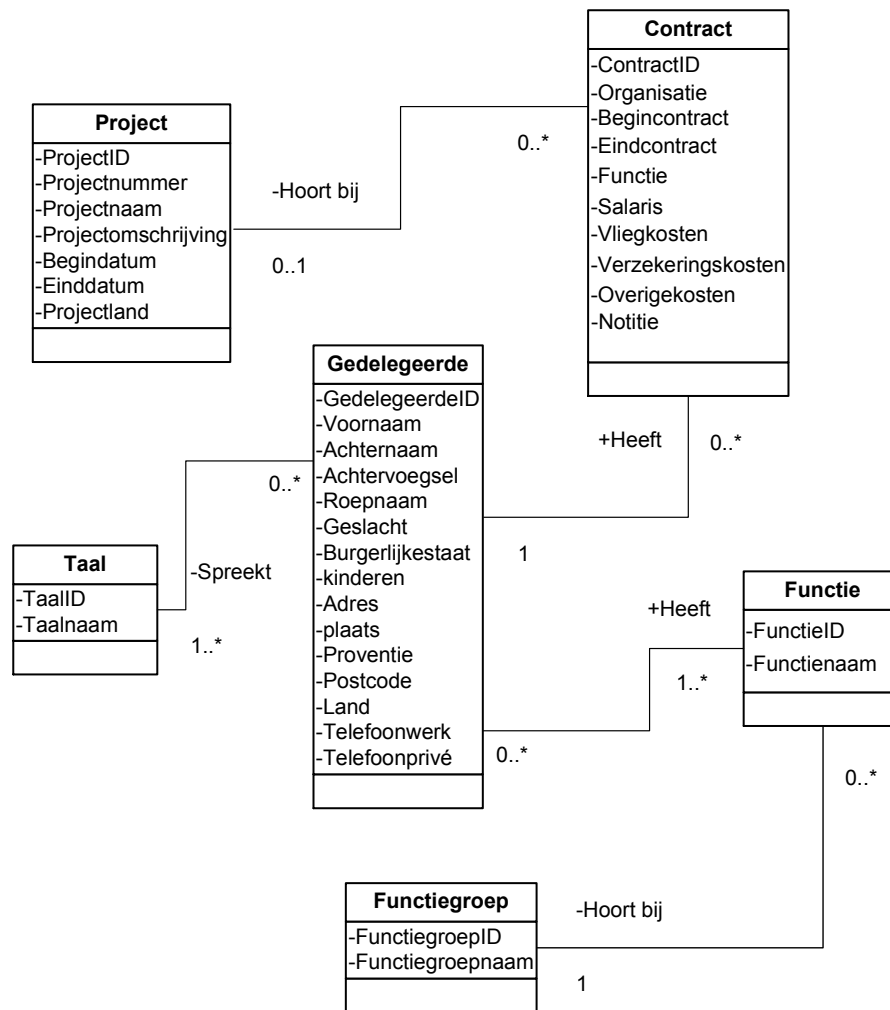 Contract
-ContractID
-Organisatie
-Begincontract
-Eindcontract
-Functie
-Salaris
-Vliegkosten
-Verzekeringskosten
-Overigekosten
-Notitie
Project
-ProjectID
-Projectnummer
-Projectnaam
-Projectomschrijving
-Begindatum
-Einddatum
-Projectland
0..*
-Hoort bij
0..1
Gedelegeerde
-GedelegeerdeID
-Voornaam
-Achternaam
-Achtervoegsel
-Roepnaam
-Geslacht
-Burgerlijkestaat
-kinderen
-Adres
-plaats
-Proventie
-Postcode
-Land
-Telefoonwerk
-Telefoonprivé
+Heeft
0..*
1
0..*
-Spreekt
1..*
Taal
-TaalID
-Taalnaam
+Heeft
1..*
0..*
Functie
-FunctieID
-Functienaam
0..*
-Hoort bij
1
Functiegroep
-FunctiegroepID
-Functiegroepnaam